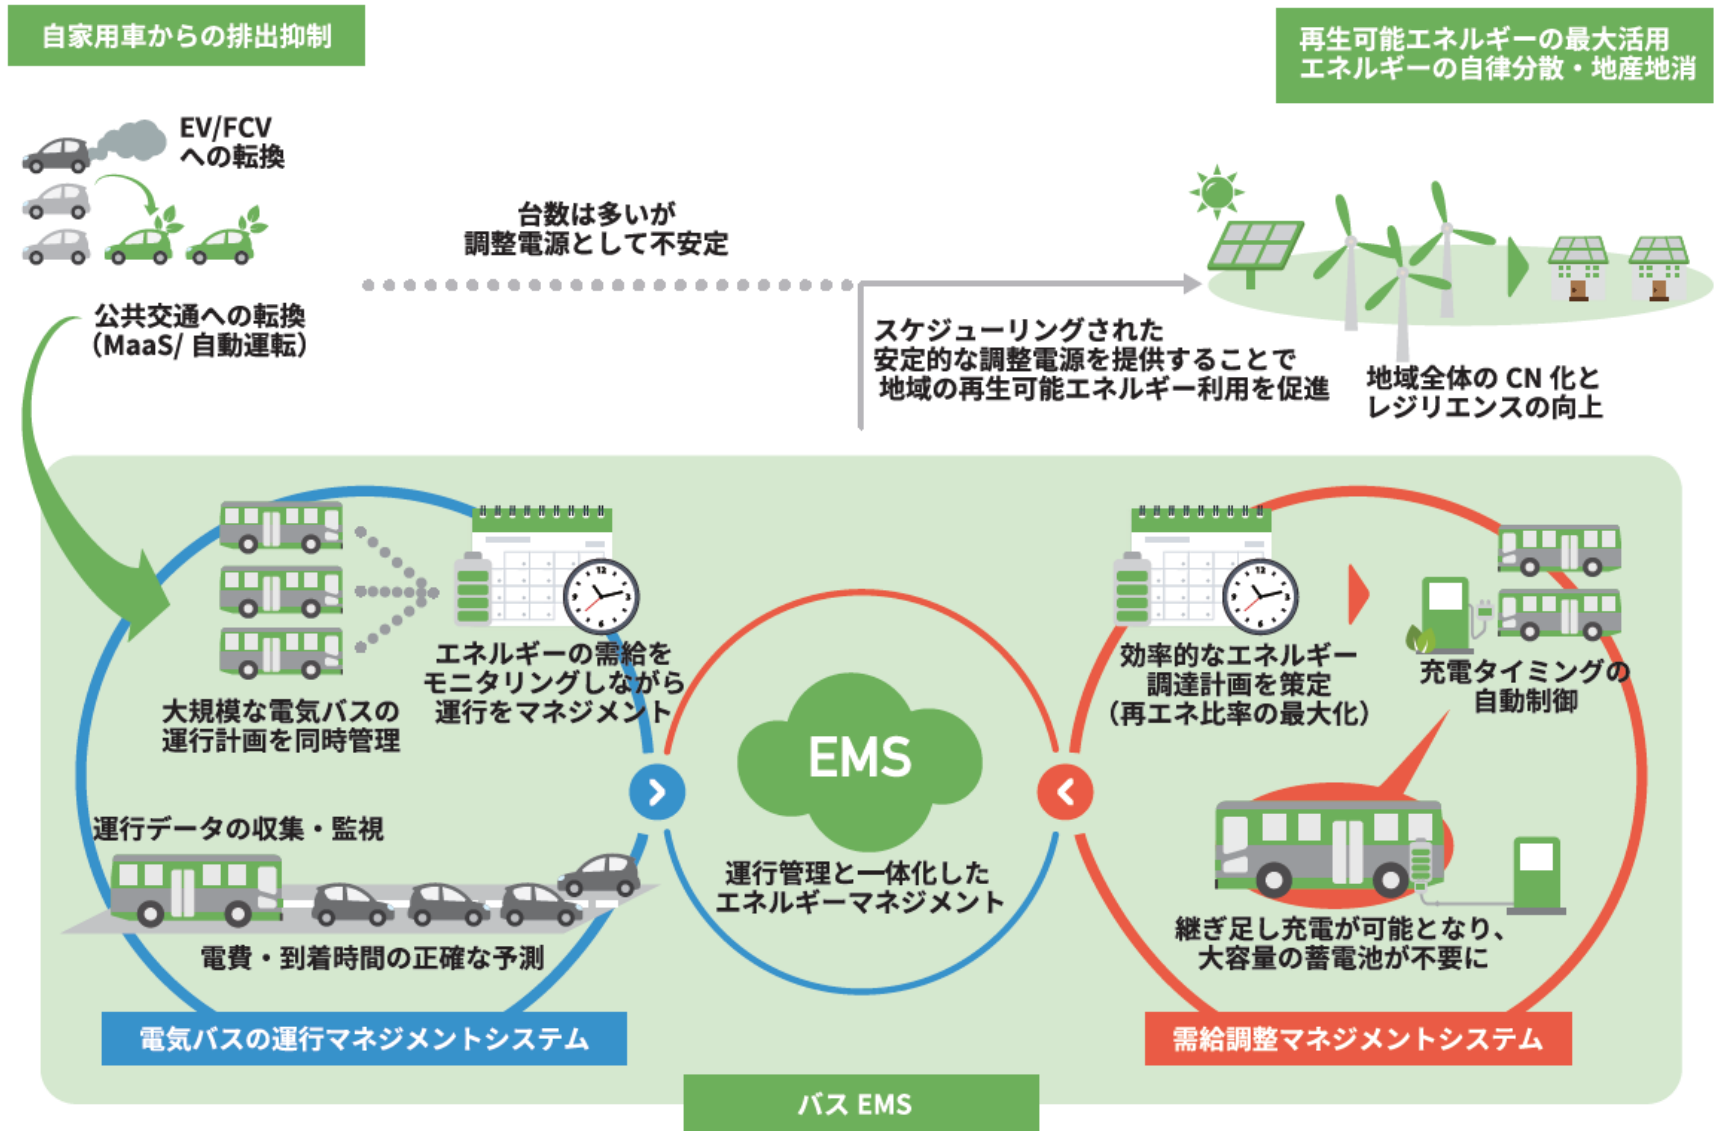 自家用車からの排出抑制
再生可能エネルギーの最大活用
エネルギーの自律分散・地産地消
EV/FCV
への転換
台数は多いが
調整電源として不安定
公共交通への転換
（MaaS/ 自動運転）
スケジューリングされた
安定的な調整電源を提供することで
地域の再生可能エネルギー利用を促進
地域全体の CN 化と
レジリエンスの向上
大規模な電気バスの
運行計画を同時管理
エネルギーの需給を
モニタリングしながら
運行をマネジメント
運行データの収集・監視
電費・到着時間の正確な予測
電気バスの運行マネジメントシステム
EMS
運行管理と一体化した
エネルギーマネジメント
効率的なエネルギー
調達計画を策定
（再エネ比率の最大化）
充電タイミングの
自動制御
継ぎ足し充電が可能となり、
大容量の蓄電池が不要に
需給調整マネジメントシステム
バス EMS